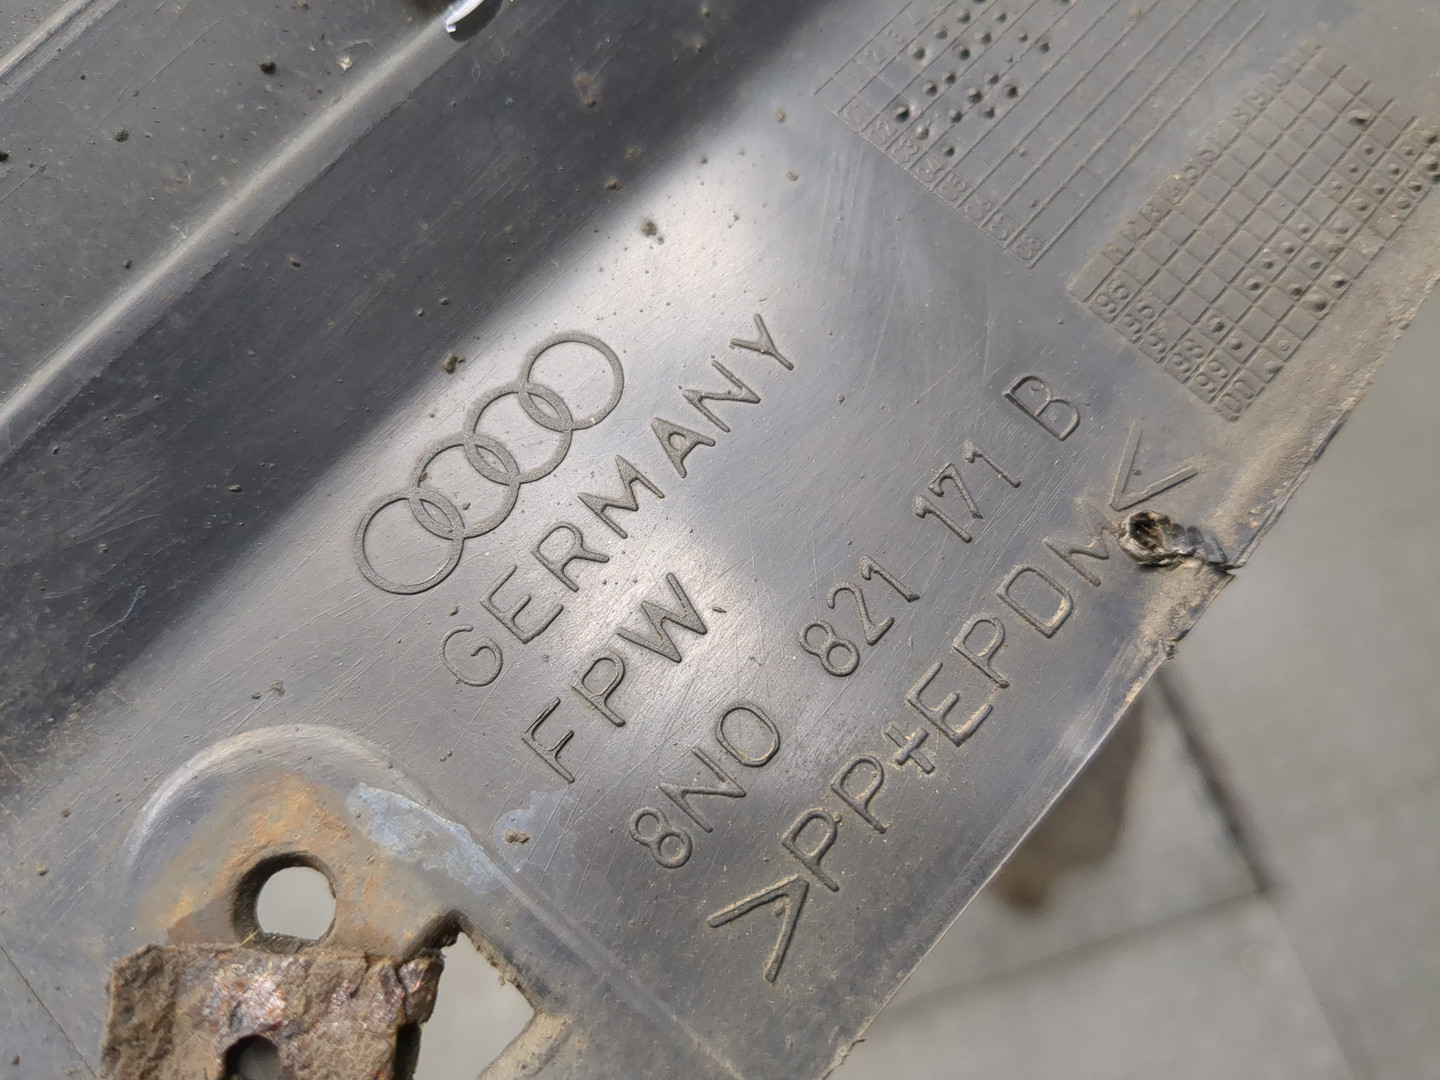 GERMANY
FPW
8N0 821 171 B
>PP+EPDM<